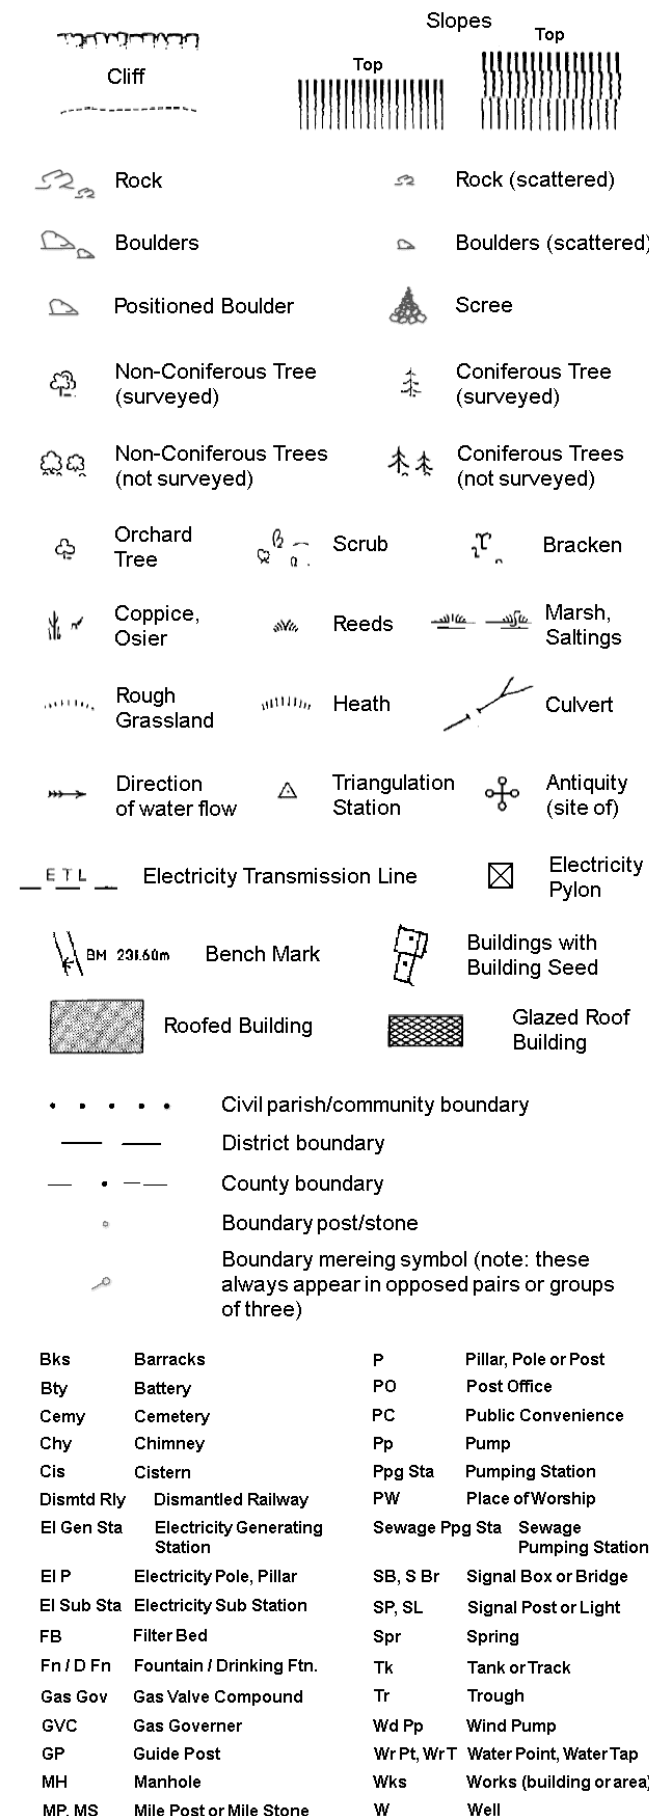 Slopes
Top
Top
Cliff
Rock
Rock (scattered)
Boulders
Boulders (scattered)
Positioned Boulder
Scree
Non-Coniferous Tree
(surveyed)
Coniferous Tree
(surveyed)
Non-Coniferous Trees
(not surveyed)
Coniferous Trees
(not surveyed)
Orchard
Tree
Scrub
Bracken
Coppice,
Osier
Reeds
Marsh,
Saltings
Rough
Grassland
Heath
Culvert
Direction
of water flow
Triangulation
Station
Antiquity
(site of)
E T L
Electricity Transmission Line
Electricity
Pylon
BM 231.60m
Bench Mark
Buildings with
Building Seed
Roofed Building
Glazed Roof
Building
Civil parish/community boundary
District boundary
County boundary
Boundary post/stone
Boundary mereing symbol (note: these
always appear in opposed pairs or groups
of three)
Bks Barracks
P Pillar, Pole or Post
Bty Battery
PO Post Office
Cemy Cemetery
PC Public Convenience
Chy Chimney
Pp Pump
Cis Cistern
Ppg Sta Pumping Station
Dismtd Rly Dismantled Railway
PW Place of Worship
El Gen Sta Electricity Generating
Station
Sewage Ppg Sta Sewage
Pumping Station
El P Electricity Pole, Pillar
SB, S Br Signal Box or Bridge
El Sub Sta Electricity Sub Station
SP, SL Signal Post or Light
FB Filter Bed
Spr Spring
Fn / D Fn Fountain / Drinking Ftn.
Tk Tank or Track
Gas Gov Gas Valve Compound
Tr Trough
GVC Gas Governer
Wd Pp Wind Pump
GP Guide Post
Wr Pt, Wr T Water Point, Water Tap
MH Manhole
Wks Works (building or area)
MP, MS Mile Post or Mile Stone
W Well